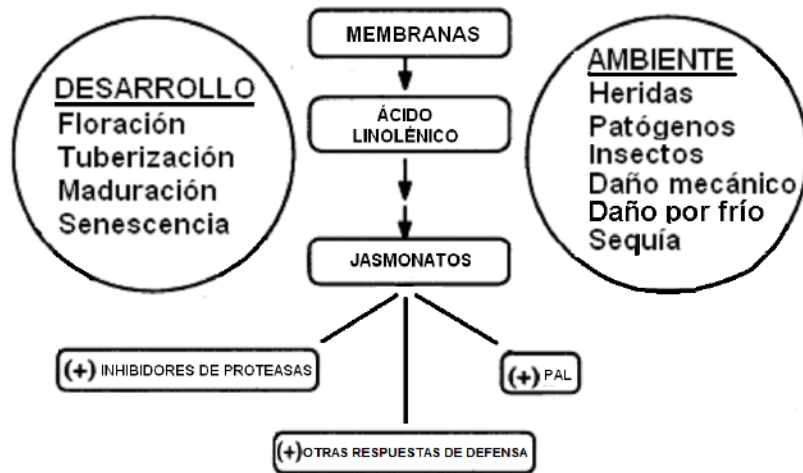 MEMBRANAS
DESARROLLO
Floración
Tuberización
Maduración
Senescencia
ÁCIDO
LINOLÉNICO
AMBIENTE
Heridas
Patógenos
Insectos
Daño mecánico
Daño por frío
Sequía
JASMONATOS
(+) INHIBIDORES DE PROTEASAS
(+) PAL
(+)OTRAS RESPUESTAS DE DEFENSA